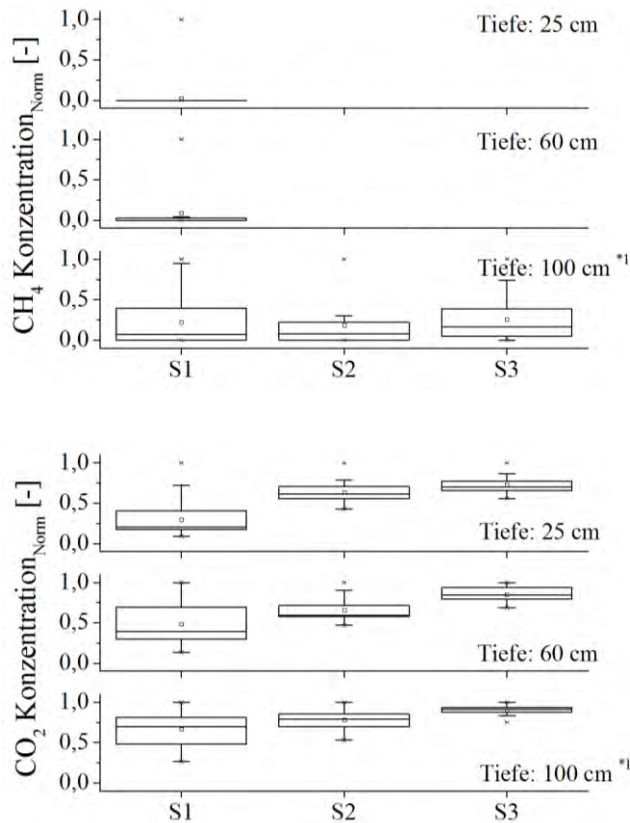 CH4 KonzentrationNorm [-]
1,0
0,5
0,0
Tiefe: 25 cm
1,0
0,5
0,0
Tiefe: 60 cm
1,0
0,5
0,0
Tiefe: 100 cm *1
S1 S2 S3
CO2 KonzentrationNorm [-]
1,0
0,5
0,0
Tiefe: 25 cm
1,0
0,5
0,0
Tiefe: 60 cm
1,0
0,5
0,0
Tiefe: 100 cm *1
S1 S2 S3